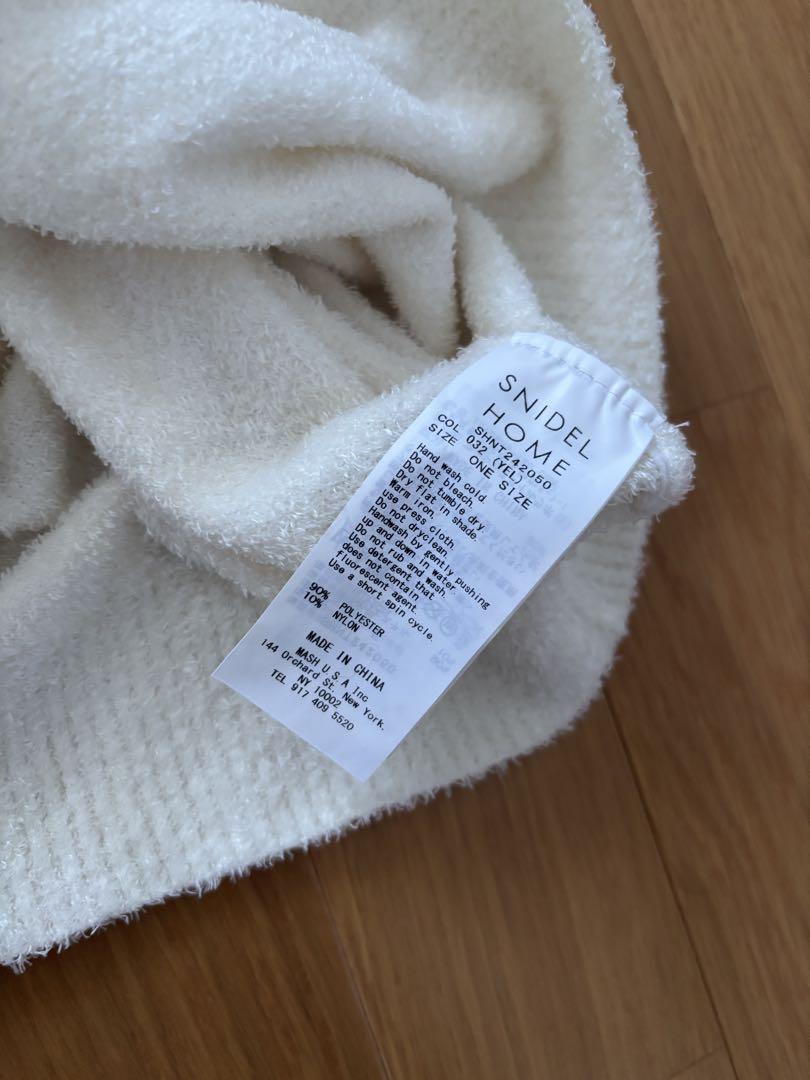 SNIDEL
HOME
SHNT242050
COL 032 (YEL)
SIZE ONE SIZE
Hand wash cold.
Do not bleach.
Do not tumble dry.
Dry flat in shade.
Warm iron,
use press cloth.
Do not dryclean.
Handwash by gently pushing
up and down in water.
Do not rub and wash.
Use detergent that
does not contain
fluorescent agent.
Use a short spin cycle.
90% POLYESTER
10% NYLON
MADE IN CHINA
MASH U S A Inc
144 Orchard St. New York.
NY 10002
TEL 917 409 5520